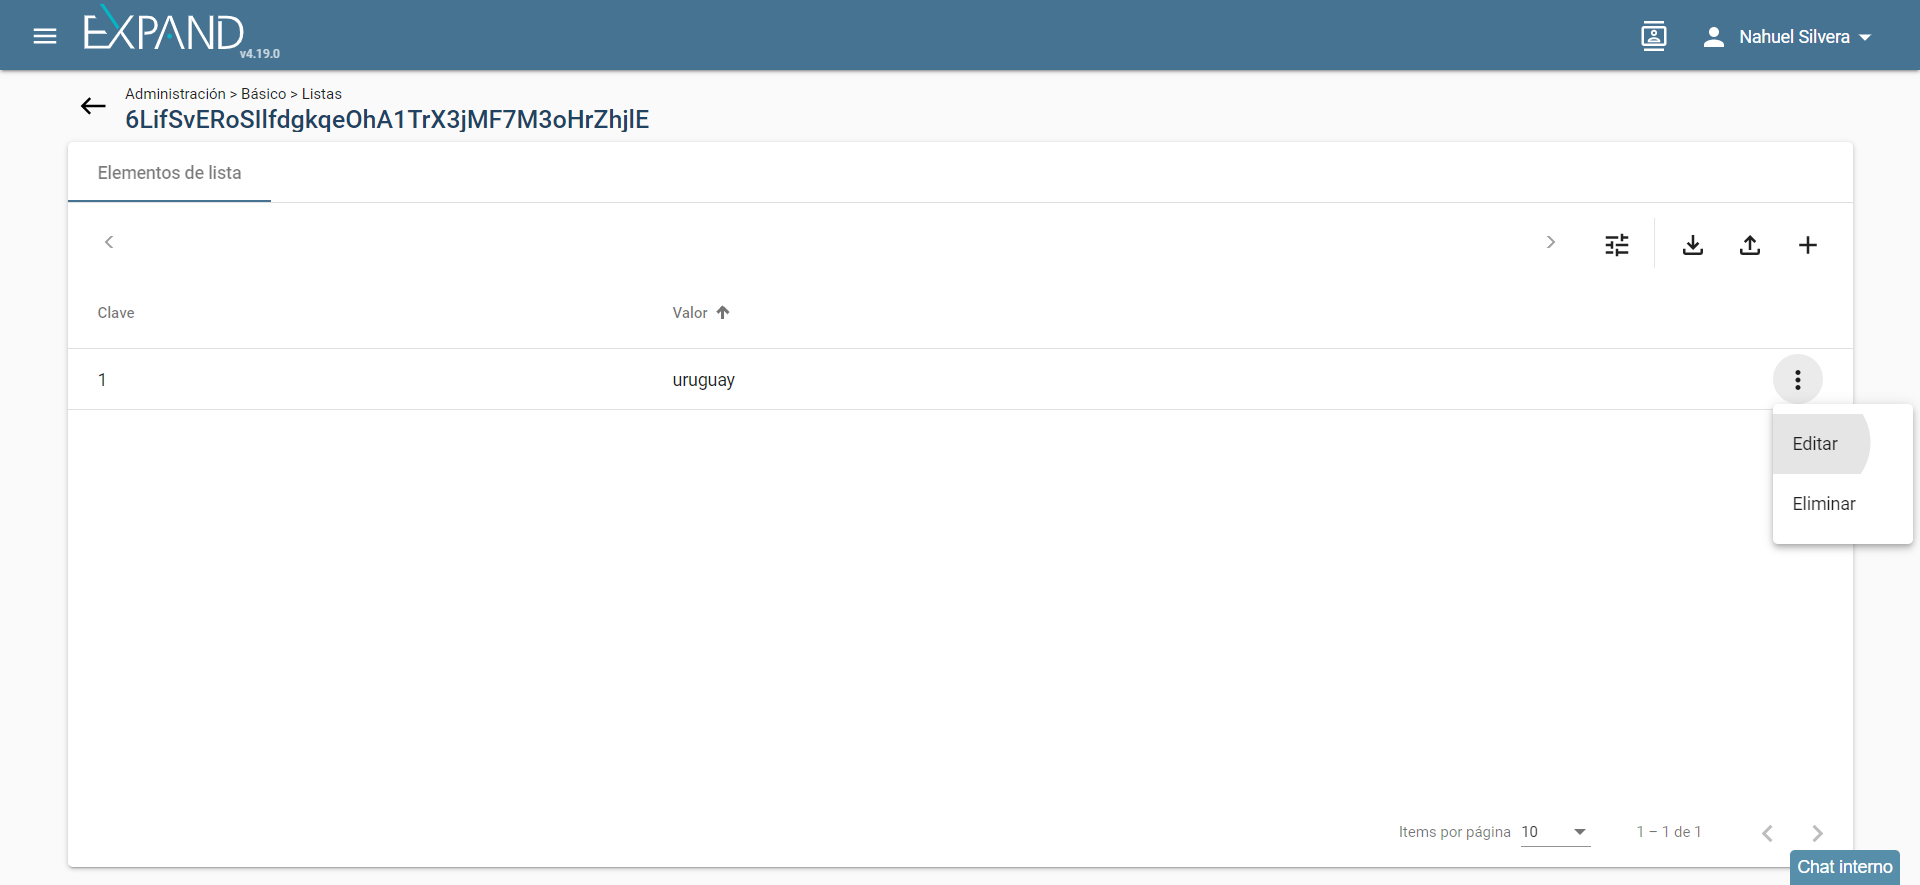 EXPAND
v4.19.0
Nahuel Silvera
Administración > Básico > Listas
6LifSvERoSIlfdgkqeOhA1TrX3jMF7M3oHrZhjlE
Elementos de lista
Clave
Valor
1
uruguay
Editar
Eliminar
Items por página
10
1 – 1 de 1
Chat interno